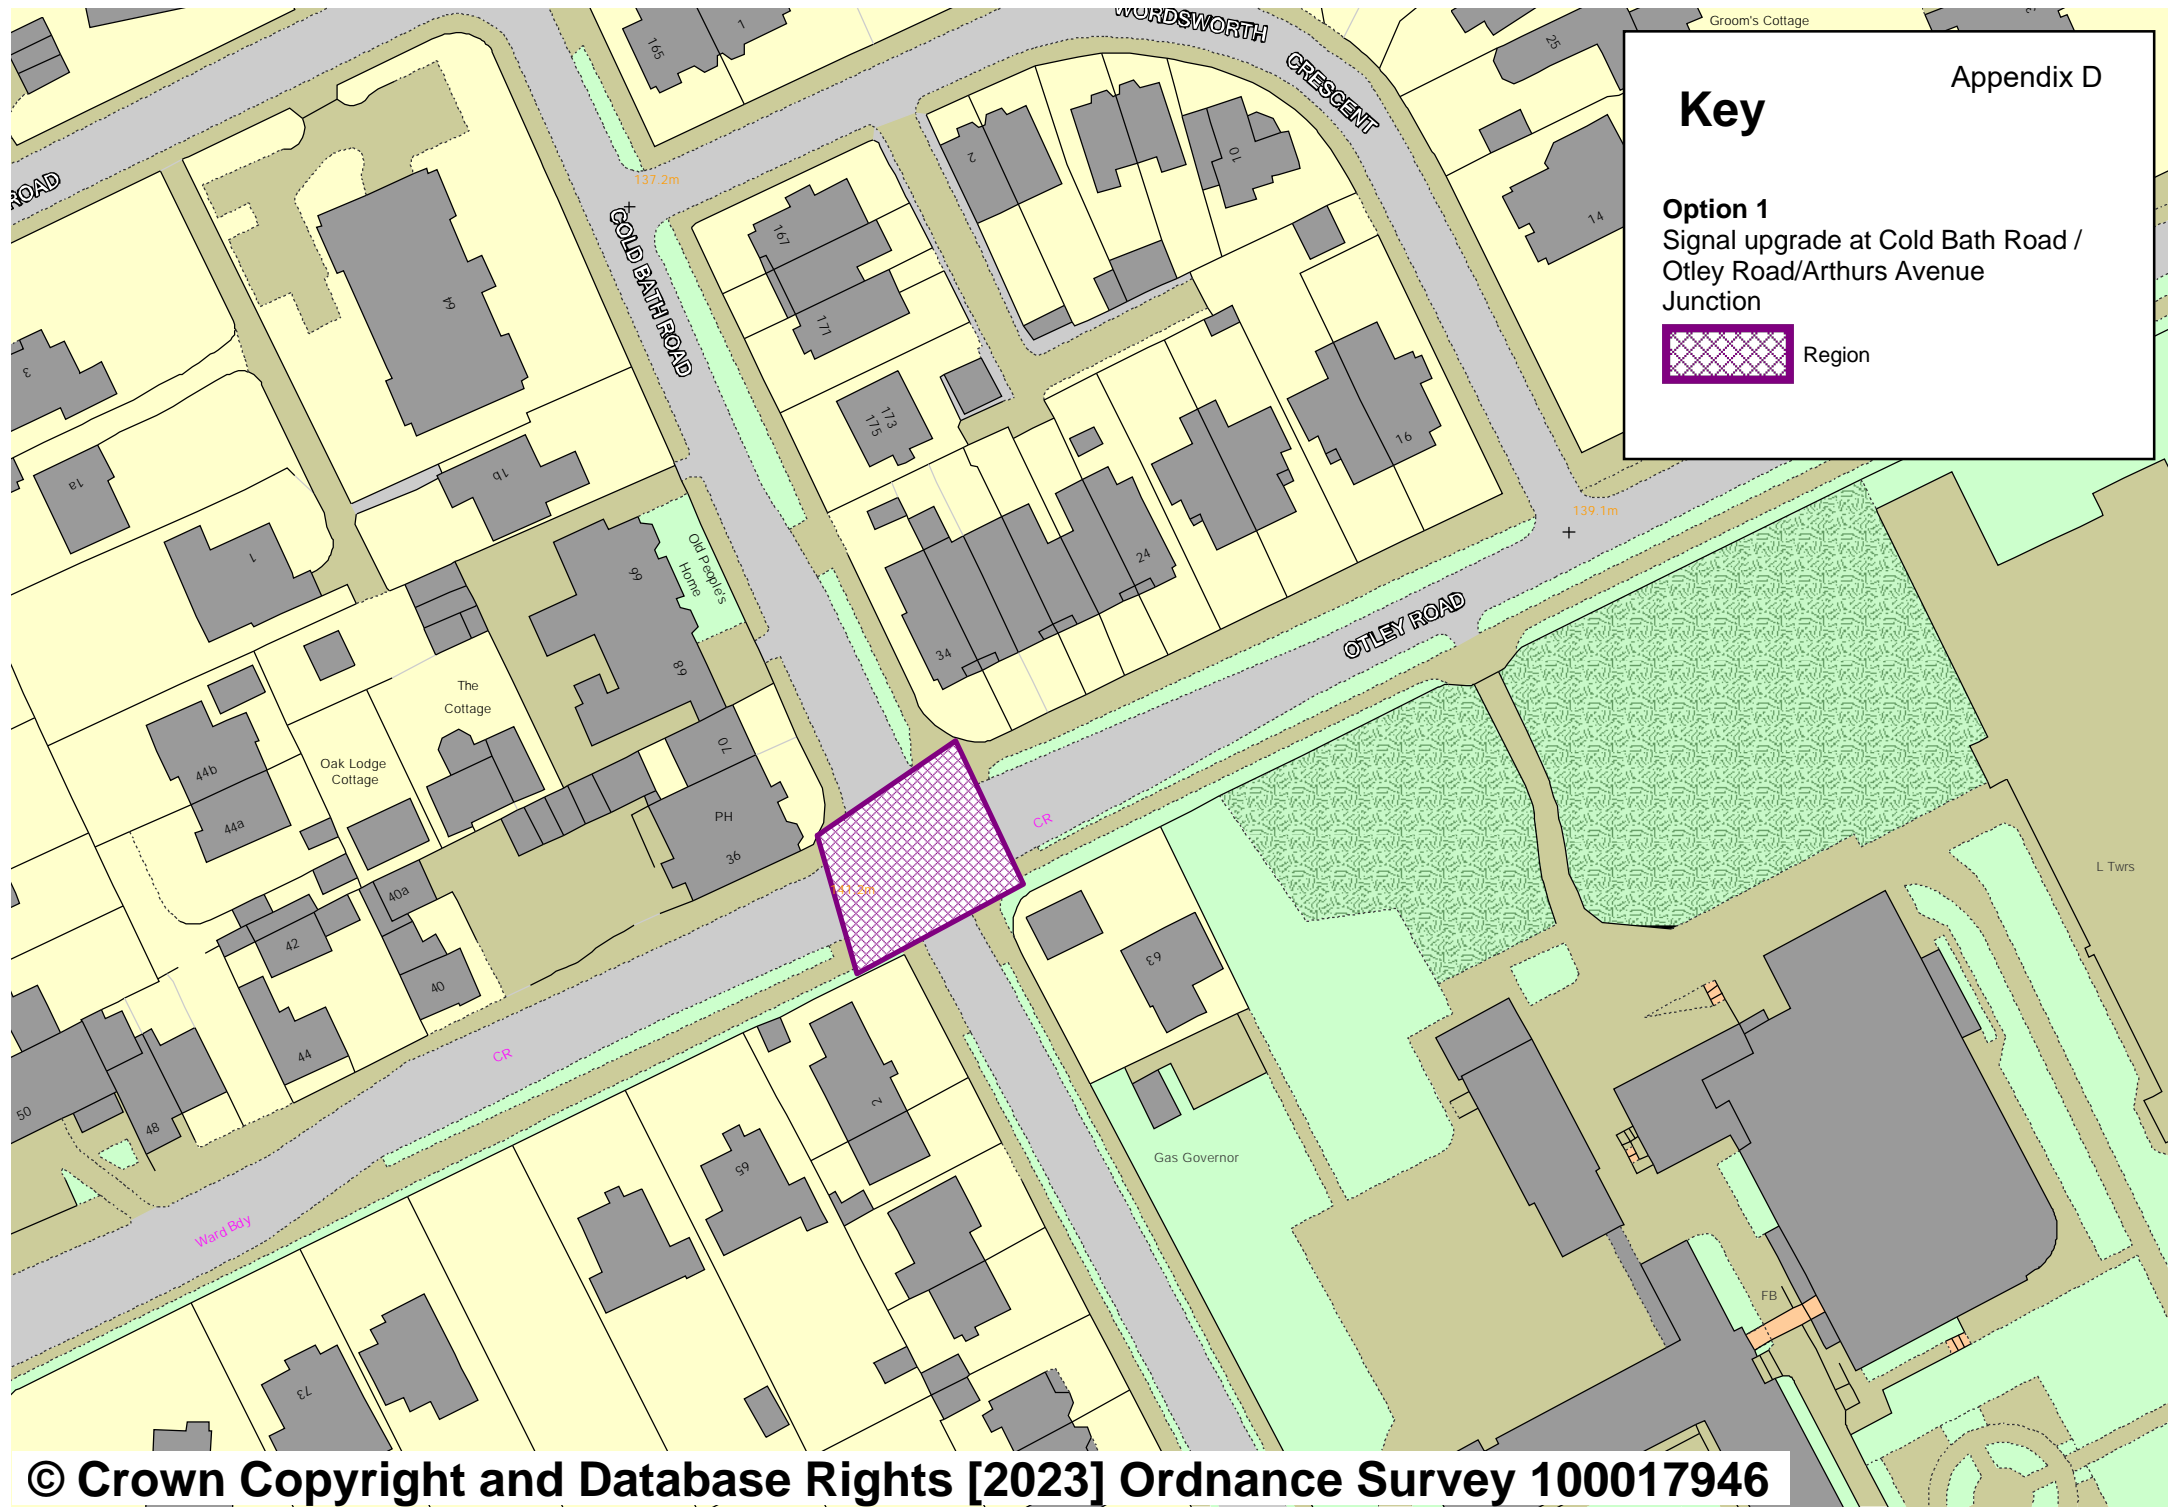 Appendix D
Key
Option 1
Signal upgrade at Cold Bath Road /
Otley Road/Arthurs Avenue
Junction
Region
Groom's Cottage
WORDSWORTH
CRESCENT
165
1
25
2
10
14
ROAD
137.2m
COLD BATH ROAD
167
171
173
175
64
3
1a
1b
1
16
139.1m
24
34
OTLEY ROAD
Old People's
Home
66
68
70
The
Cottage
Oak Lodge
Cottage
44b
44a
PH
36
CR
40a
42
40
44
48
50
CR
Ward Bdy
63
2
65
73
Gas Governor
L Twrs
FB
© Crown Copyright and Database Rights [2023] Ordnance Survey 100017946